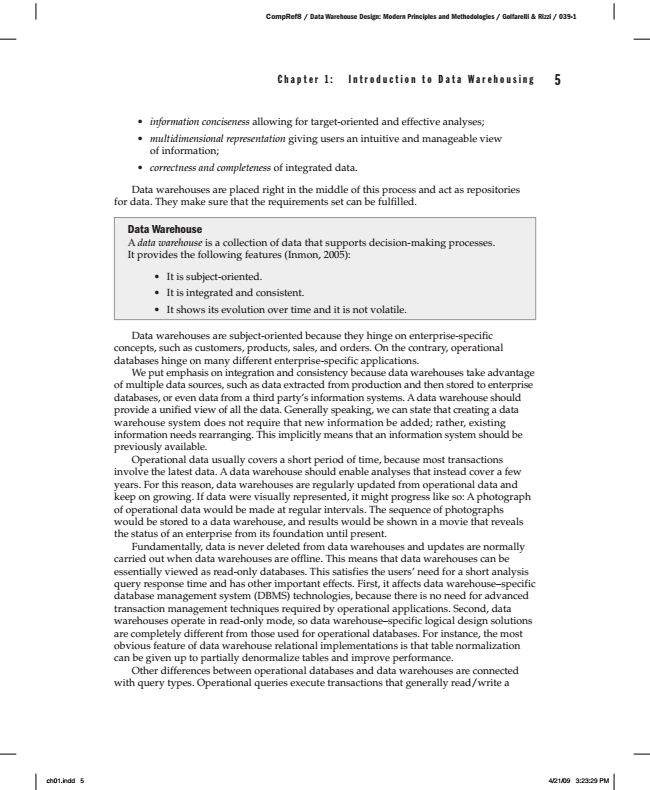 CompRef8 / Data Warehouse Design: Modern Principles and Methodologies / Golfarelli & Rizzi / 039-1
Chapter 1: Introduction to Data Warehousing 5
• information conciseness allowing for target-oriented and effective analyses;
• multidimensional representation giving users an intuitive and manageable view
of information;
• correctness and completeness of integrated data.
Data warehouses are placed right in the middle of this process and act as repositories
for data. They make sure that the requirements set can be fulfilled.
Data Warehouse
A data warehouse is a collection of data that supports decision-making processes.
It provides the following features (Inmon, 2005):
• It is subject-oriented.
• It is integrated and consistent.
• It shows its evolution over time and it is not volatile.
Data warehouses are subject-oriented because they hinge on enterprise-specific
concepts, such as customers, products, sales, and orders. On the contrary, operational
databases hinge on many different enterprise-specific applications.
We put emphasis on integration and consistency because data warehouses take advantage
of multiple data sources, such as data extracted from production and then stored to enterprise
databases, or even data from a third party's information systems. A data warehouse should
provide a unified view of all the data. Generally speaking, we can state that creating a data
warehouse system does not require that new information be added; rather, existing
information needs rearranging. This implicitly means that an information system should be
previously available.
Operational data usually covers a short period of time, because most transactions
involve the latest data. A data warehouse should enable analyses that instead cover a few
years. For this reason, data warehouses are regularly updated from operational data and
keep on growing. If data were visually represented, it might progress like so: A photograph
of operational data would be made at regular intervals. The sequence of photographs
would be stored to a data warehouse, and results would be shown in a movie that reveals
the status of an enterprise from its foundation until present.
Fundamentally, data is never deleted from data warehouses and updates are normally
carried out when data warehouses are offline. This means that data warehouses can be
essentially viewed as read-only databases. This satisfies the users' need for a short analysis
query response time and has other important effects. First, it affects data warehouse–specific
database management system (DBMS) technologies, because there is no need for advanced
transaction management techniques required by operational applications. Second, data
warehouses operate in read-only mode, so data warehouse–specific logical design solutions
are completely different from those used for operational databases. For instance, the most
obvious feature of data warehouse relational implementations is that table normalization
can be given up to partially denormalize tables and improve performance.
Other differences between operational databases and data warehouses are connected
with query types. Operational queries execute transactions that generally read/write a
ch01.indd 5
4/21/09 3:23:29 PM